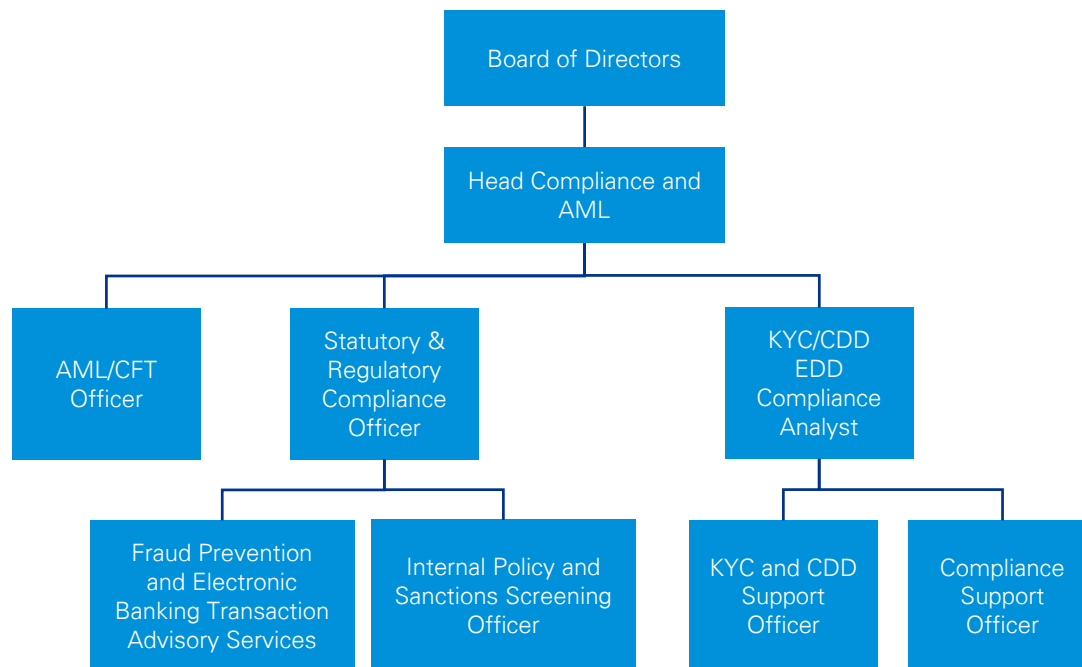 Board of Directors
Head Compliance and
AML
AML/CFT
Officer
Statutory &
Regulatory
Compliance
Officer
KYC/CDD
EDD
Compliance
Analyst
Fraud Prevention
and Electronic
Banking Transaction
Advisory Services
Internal Policy and
Sanctions Screening
Officer
KYC and CDD
Support
Officer
Compliance
Support
Officer